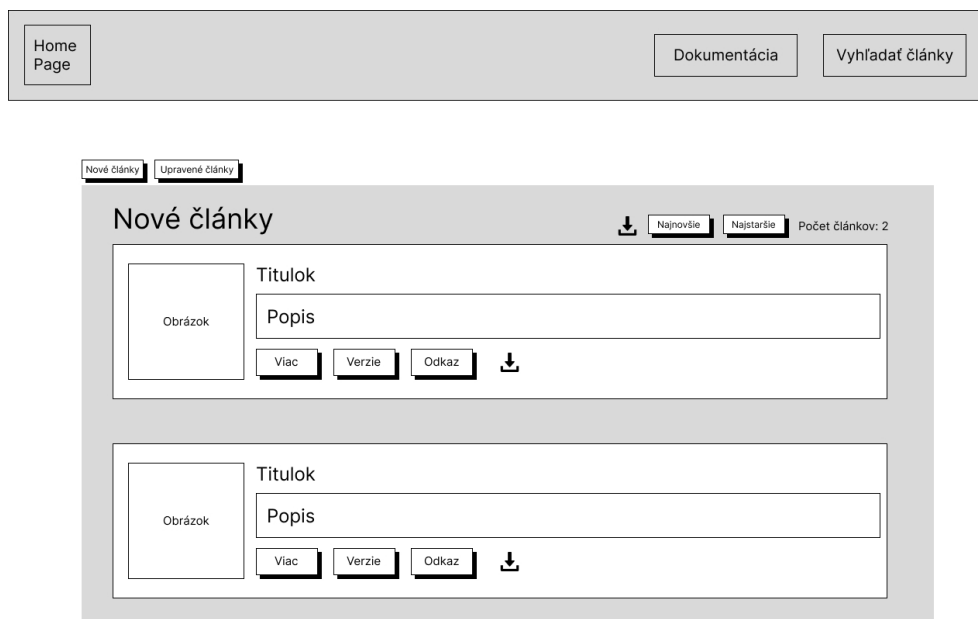 Home
Page
Dokumentácia
Vyhľadať články
Nové články
Upravené články
Nové články
Najnovšie
Najstaršie
Počet článkov: 2
Obrázok
Titulok
Popis
Viac
Verzie
Odkaz
Obrázok
Titulok
Popis
Viac
Verzie
Odkaz